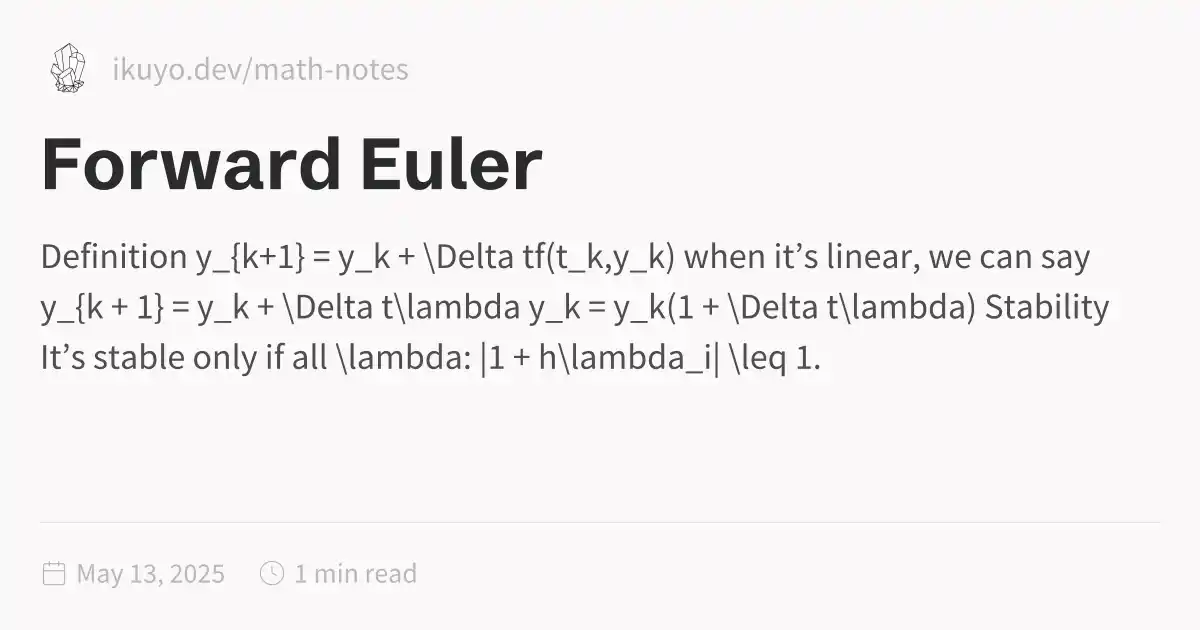 ikuyo.dev/math-notes
Forward Euler
Definition y_{k+1} = y_k + \Delta tf(t_k,y_k) when it’s linear, we can say
y_{k + 1} = y_k + \Delta t\lambda y_k = y_k(1 + \Delta t\lambda) Stability
It’s stable only if all \lambda: |1 + h\lambda_i| \leq 1.
May 13, 2025
1 min read